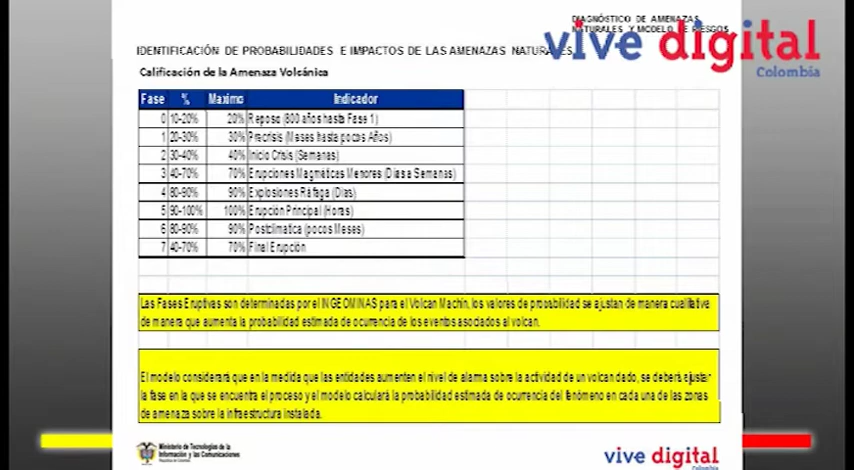 DIAGNÓSTICO DE AMENAZAS
NATURALES Y MODELO DE RIESGOS
vive digital
Colombia
IDENTIFICACIÓN DE PROBABILIDADES E IMPACTOS DE LAS AMENAZAS NATURALES
Calificación de la Amenaza Volcánica
Fase % Maximo Indicador
0 10-20% 20% Reposo (800 años hasta Fase 1)
1 20-30% 30% Precrisis (Meses hasta pocos Años)
2 30-40% 40% Inicio Crisis (Semanas)
3 40-70% 70% Erupciones Magmáticas Menores (Dias a Semanas)
4 80-90% 90% Explosiones Ráfaga (Dias)
5 90-100% 100% Erupción Principal (Horas)
6 80-90% 90% Postclimatica (pocos Meses)
7 40-70% 70% Final Erupción
Las Fases Eruptivas son determinadas por el INGEOMINAS para el Volcan Machin, los valores de probabilidad se ajustan de manera cualitativa
de manera que aumenta la probabilidad estimada de ocurrencia de los eventos asociados al volcan.
El modelo considerará que en la medida que las entidades aumenten el nivel de alarma sobre la actividad de un volcan dado, se deberá ajustar
la fase en la que se encuentra el proceso y el modelo calculará la probabilidad estimada de ocurrencia del fenómeno en cada una de las zonas
de amenaza sobre la infraestructura instalada.
Ministerio de Tecnologías de la
Información y las Comunicaciones
República de Colombia
vive digital
Colombia